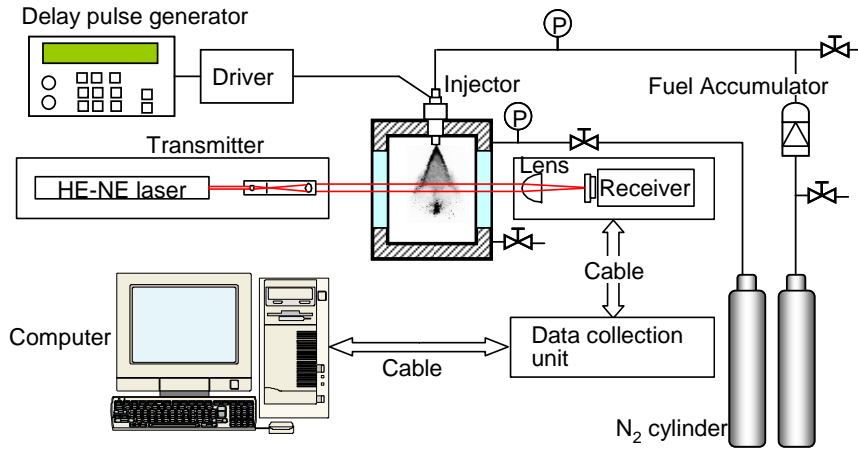 Delay pulse generator
Driver
Injector
P
Fuel Accumulator
P
Transmitter
HE-NE laser
Lens
Receiver
Cable
Computer
Cable
Data collection
unit
N₂ cylinder